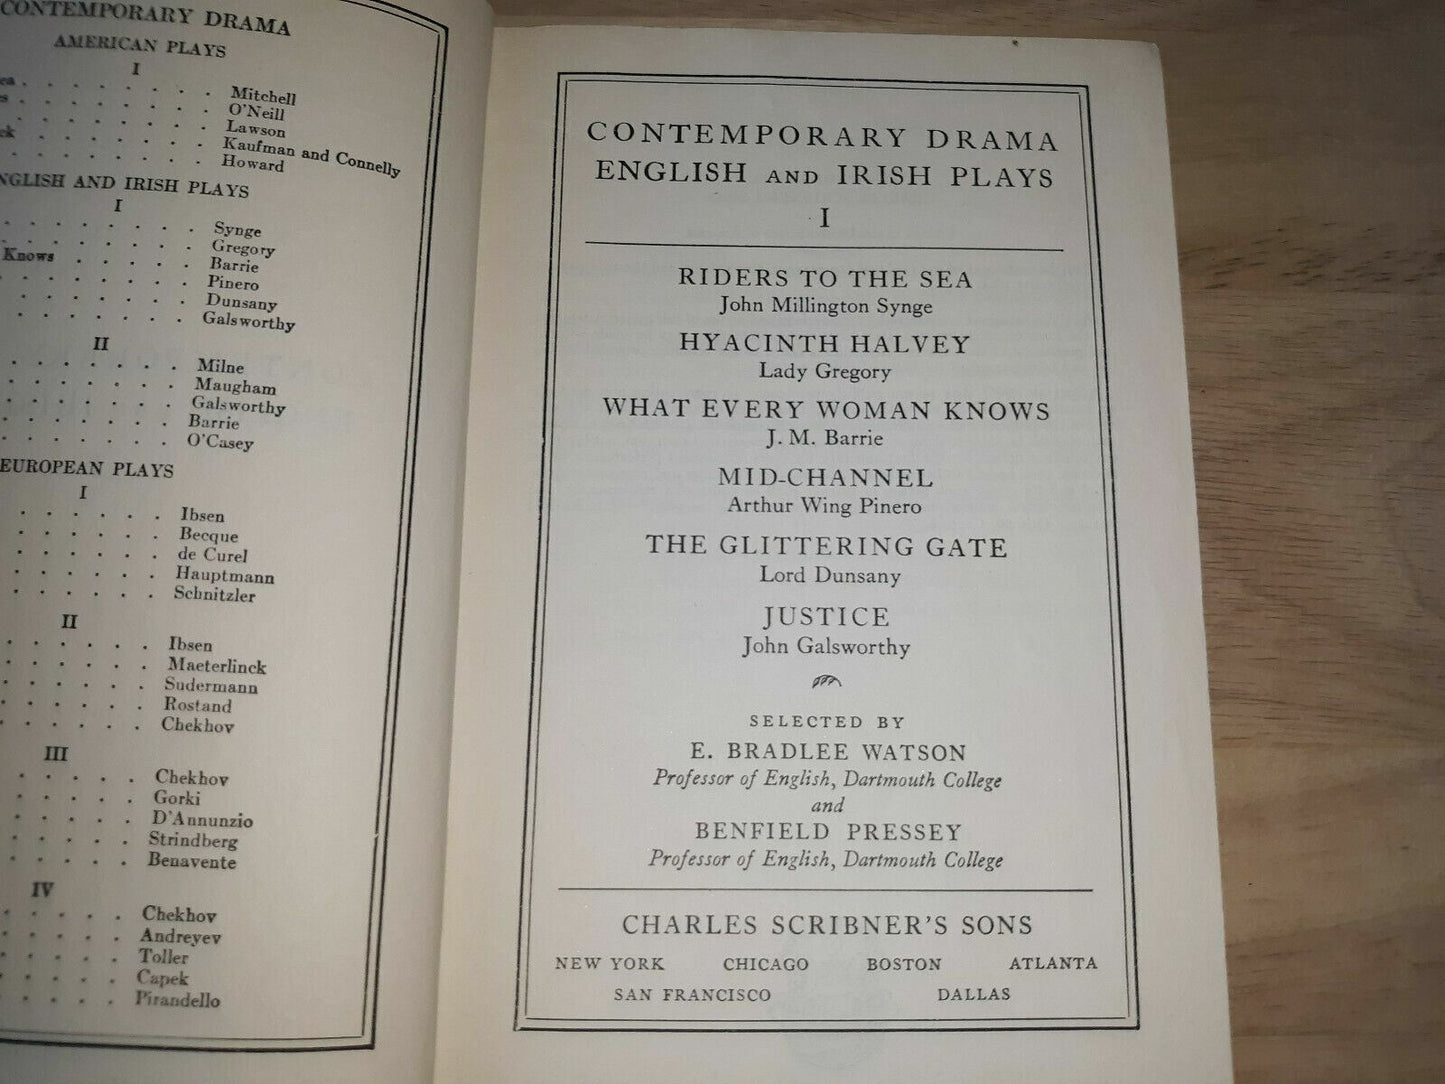 CONTEMPORARY DRAMA
AMERICAN PLAYS
I
Mitchell
O'Neill
Lawson
Kaufman and Connelly
Howard
ENGLISH AND IRISH PLAYS
I
Synge
Gregory
Knows . . . . . Barrie
Pinero
Dunsany
Galsworthy
II
Milne
Maugham
Galsworthy
Barrie
O'Casey
EUROPEAN PLAYS
I
Ibsen
Becque
de Curel
Hauptmann
Schnitzler
II
Ibsen
Maeterlinck
Sudermann
Rostand
Chekhov
III
Chekhov
Gorki
D'Annunzio
Strindberg
Benavente
IV
Chekhov
Andreyev
Toller
Capek
Pirandello
CONTEMPORARY DRAMA
ENGLISH AND IRISH PLAYS
I
RIDERS TO THE SEA
John Millington Synge
HYACINTH HALVEY
Lady Gregory
WHAT EVERY WOMAN KNOWS
J. M. Barrie
MID-CHANNEL
Arthur Wing Pinero
THE GLITTERING GATE
Lord Dunsany
JUSTICE
John Galsworthy
SELECTED BY
E. BRADLEE WATSON
Professor of English, Dartmouth College
and
BENFIELD PRESSEY
Professor of English, Dartmouth College
CHARLES SCRIBNER'S SONS
NEW YORK CHICAGO BOSTON ATLANTA
SAN FRANCISCO DALLAS